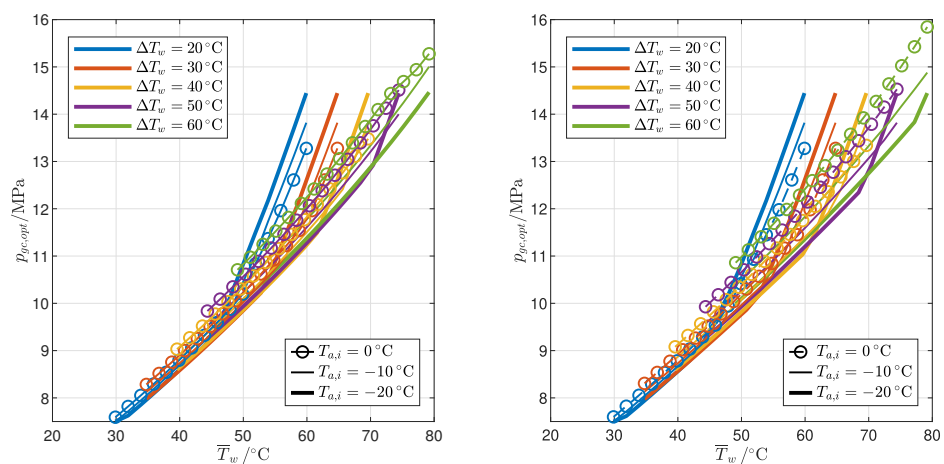 16
15
14
13
12
11
10
9
8
p_{gc,opt}/MPa
ΔT_w = 20 °C
ΔT_w = 30 °C
ΔT_w = 40 °C
ΔT_w = 50 °C
ΔT_w = 60 °C
T_{a,i} = 0 °C
T_{a,i} = −10 °C
T_{a,i} = −20 °C
20 30 40 50 60 70 80
T̅_w /°C
16
15
14
13
12
11
10
9
8
p_{gc,opt}/MPa
ΔT_w = 20 °C
ΔT_w = 30 °C
ΔT_w = 40 °C
ΔT_w = 50 °C
ΔT_w = 60 °C
T_{a,i} = 0 °C
T_{a,i} = −10 °C
T_{a,i} = −20 °C
20 30 40 50 60 70 80
T̅_w /°C